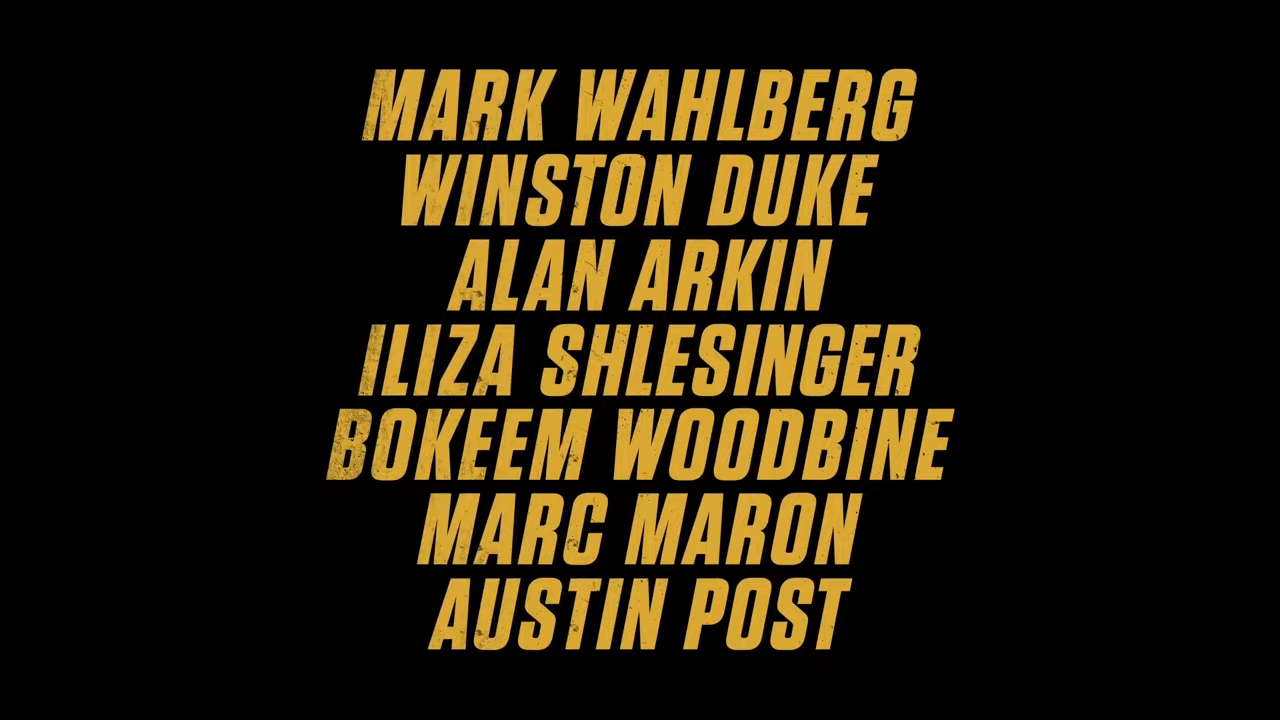 MARK WAHLBERG
WINSTON DUKE
ALAN ARKIN
ILIZA SHLESINGER
BOKEEM WOODBINE
MARC MARON
AUSTIN POST